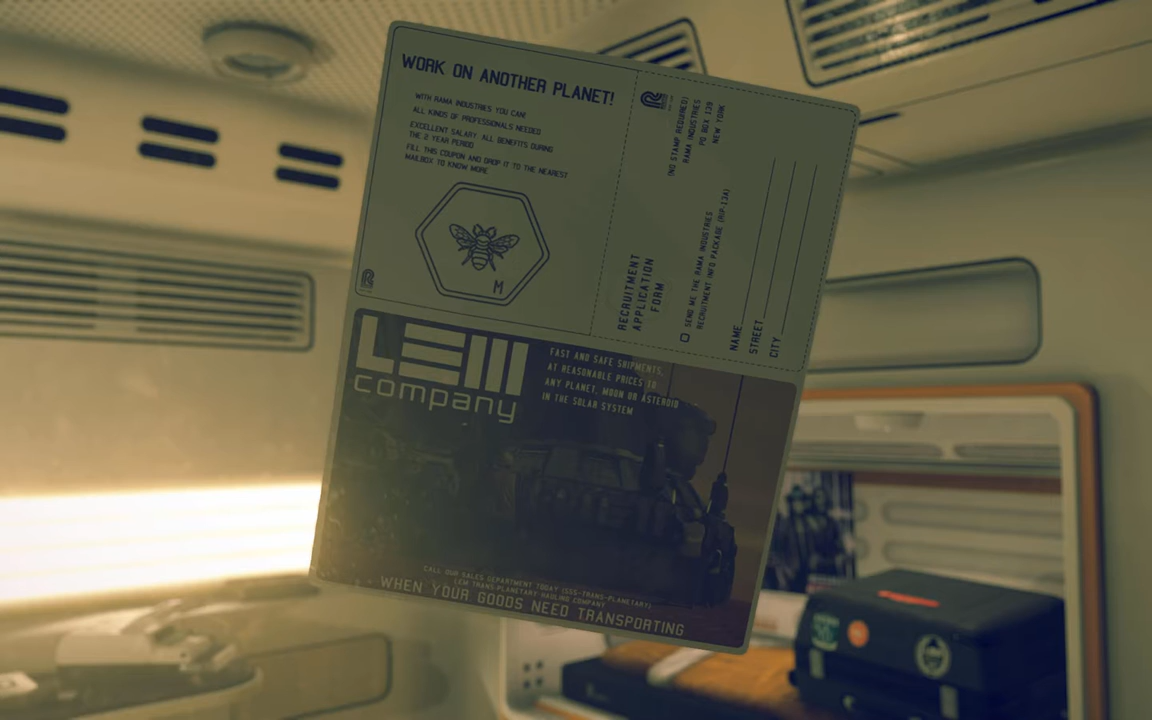 WORK ON ANOTHER PLANET!
WITH RAMA INDUSTRIES YOU CAN!
ALL KINDS OF PROFESSIONALS NEEDED
EXCELLENT SALARY. ALL BENEFITS DURING
THE 2 YEAR PERIOD
FILL THIS COUPON AND DROP IT TO THE NEAREST
MAILBOX TO KNOW MORE
M
R
(NO STAMP REQUIRED)
RAMA INDUSTRIES
PO BOX 139
NEW YORK
RECRUITMENT
APPLICATION
FORM
SEND ME THE RAMA INDUSTRIES
RECRUITMENT INFO PACKAGE (RIP-13A)
NAME
STREET
CITY
LEM
company
FAST AND SAFE SHIPMENTS,
AT REASONABLE PRICES TO
ANY PLANET, MOON OR ASTEROID
IN THE SOLAR SYSTEM
CALL OUR SALES DEPARTMENT TODAY (555-TRANS-PLANETARY)
LEM TRANS-PLANETARY HAULING COMPANY
WHEN YOUR GOODS NEED TRANSPORTING